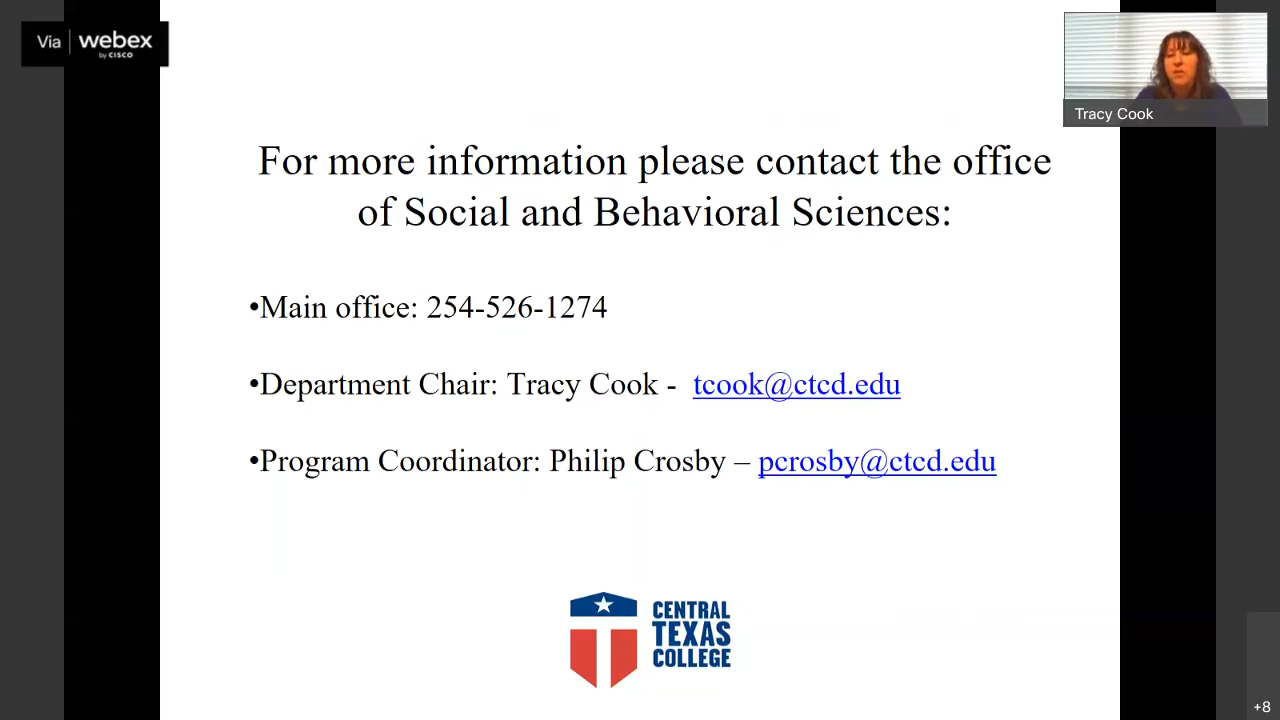 Via webex
by CISCO
Tracy Cook
For more information please contact the office
of Social and Behavioral Sciences:
•Main office: 254-526-1274
•Department Chair: Tracy Cook - tcook@ctcd.edu
•Program Coordinator: Philip Crosby – pcrosby@ctcd.edu
CENTRAL
TEXAS
COLLEGE
+8